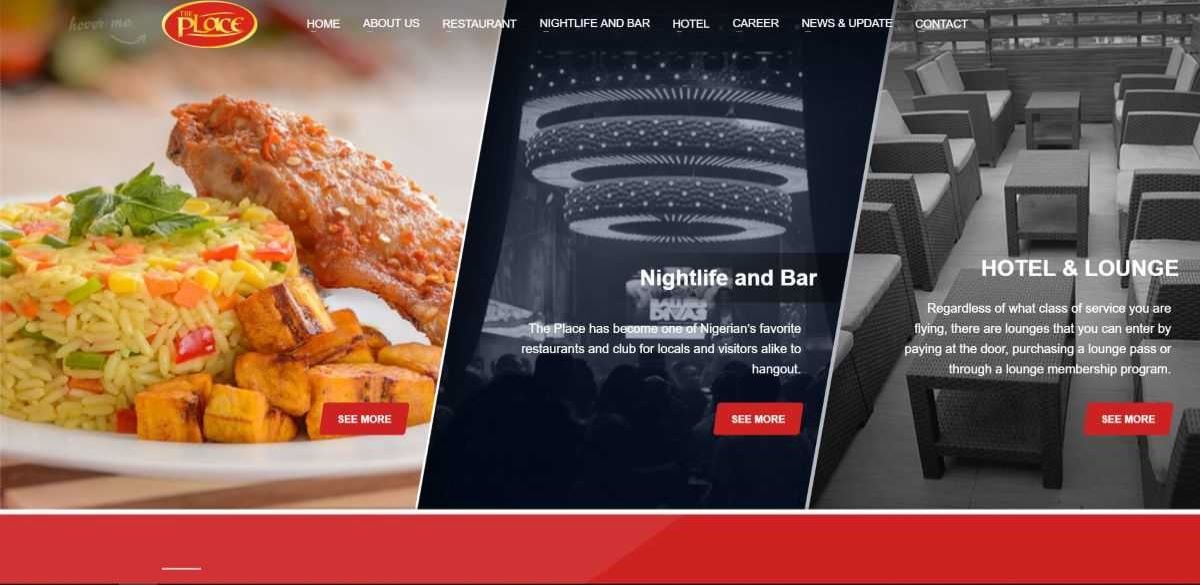 hover me
THE
PLACE
HOME
ABOUT US
RESTAURANT
NIGHTLIFE AND BAR
HOTEL
CAREER
NEWS & UPDATE
CONTACT
SEE MORE
DIVAS
Nightlife and Bar
The Place has become one of Nigerian's favorite
restaurants and club for locals and visitors alike to
hangout.
SEE MORE
HOTEL & LOUNGE
Regardless of what class of service you are
flying, there are lounges that you can enter by
paying at the door, purchasing a lounge pass or
through a lounge membership program.
SEE MORE